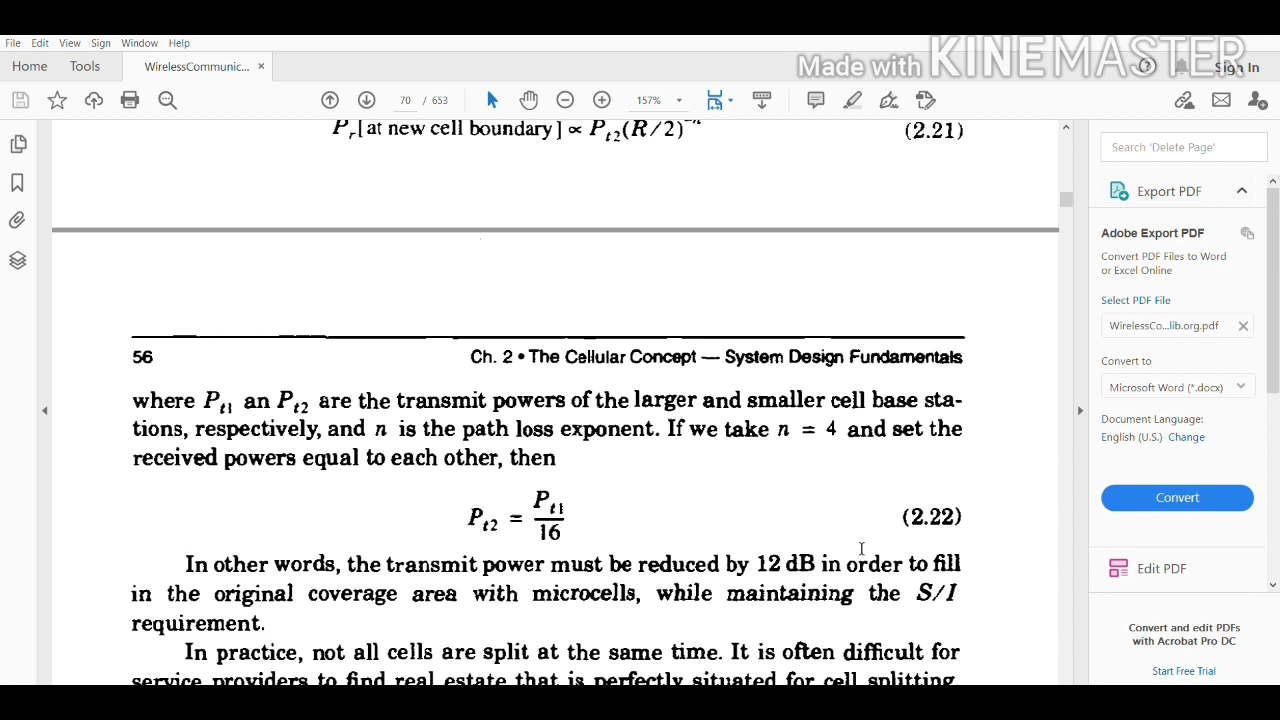 File Edit View Sign Window Help
Made with KINEMASTER
Home Tools WirelessCommunic... × Sign In
70 / 653 157%
P_r [at new cell boundary] ∝ P_t2 (R/2)^-n (2.21)
Search 'Delete Page'
Export PDF
Adobe Export PDF
Convert PDF Files to Word
or Excel Online
Select PDF File
WirelessCo...lib.org.pdf
Convert to
Microsoft Word (*.docx)
Document Language:
English (U.S.) Change
Convert
Edit PDF
Convert and edit PDFs
with Acrobat Pro DC
Start Free Trial
56 Ch. 2 • The Cellular Concept — System Design Fundamentals
where P_t1 an P_t2 are the transmit powers of the larger and smaller cell base sta-
tions, respectively, and n is the path loss exponent. If we take n = 4 and set the
received powers equal to each other, then
P_t2 = P_t1 / 16 (2.22)
In other words, the transmit power must be reduced by 12 dB in order to fill
in the original coverage area with microcells, while maintaining the S/I
requirement.
In practice, not all cells are split at the same time. It is often difficult for
service providers to find real estate that is perfectly situated for cell splitting.